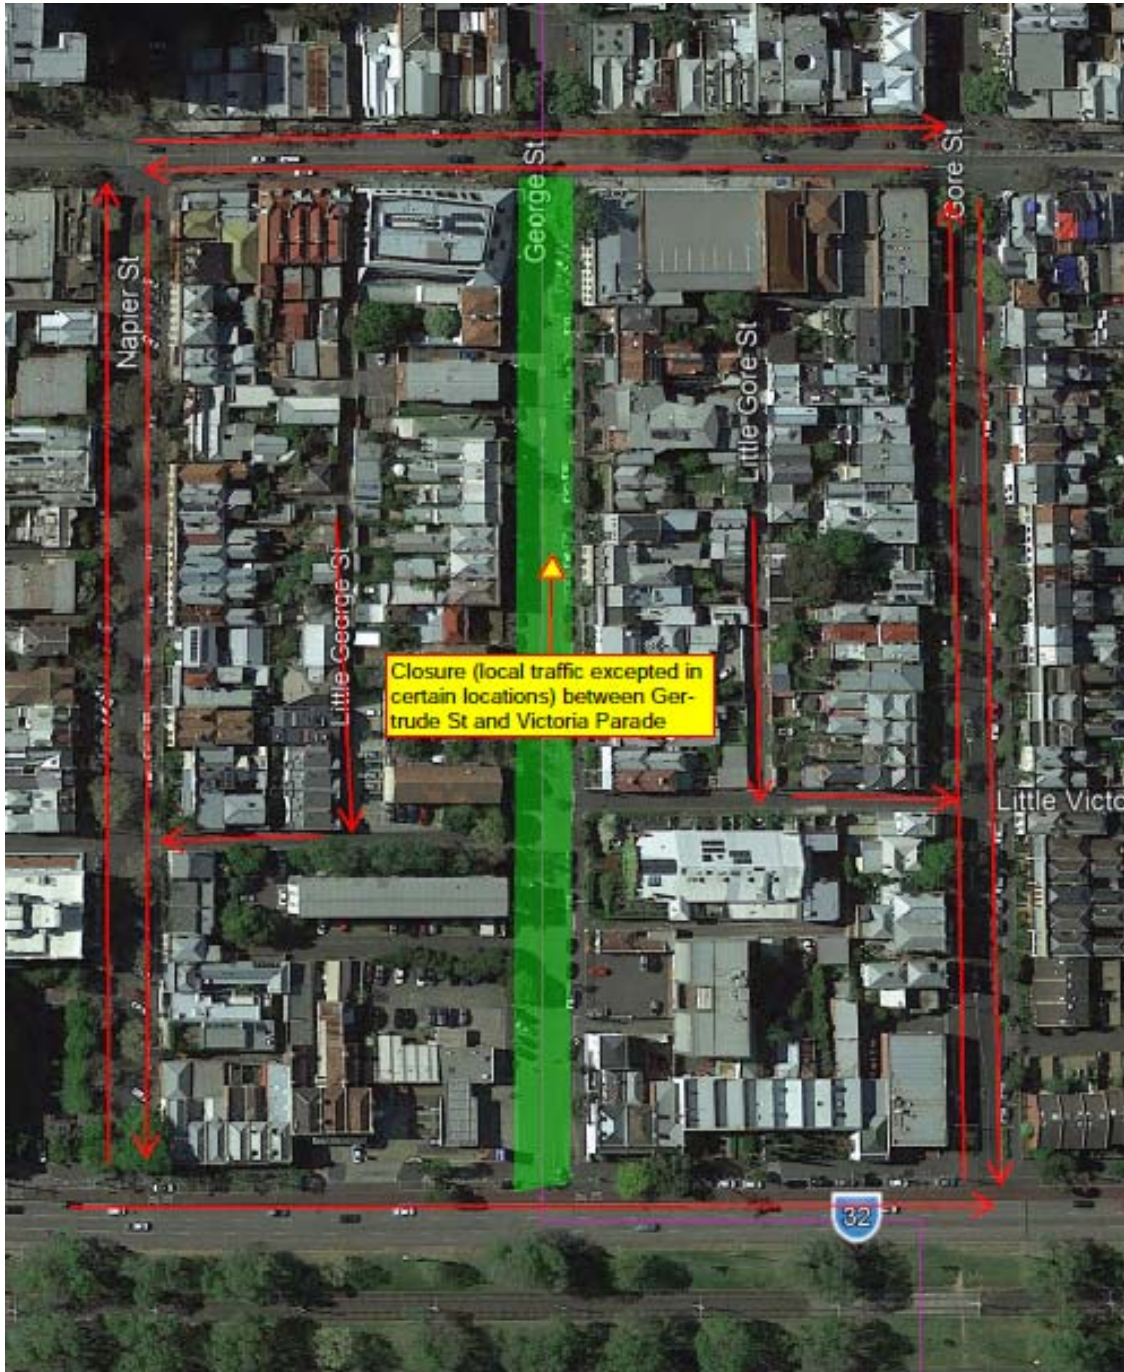 George St
Gore St
Napier St
Little Gore St
Little George St
Closure (local traffic excepted in
certain locations) between Ger-
trude St and Victoria Parade
Little Victo
32